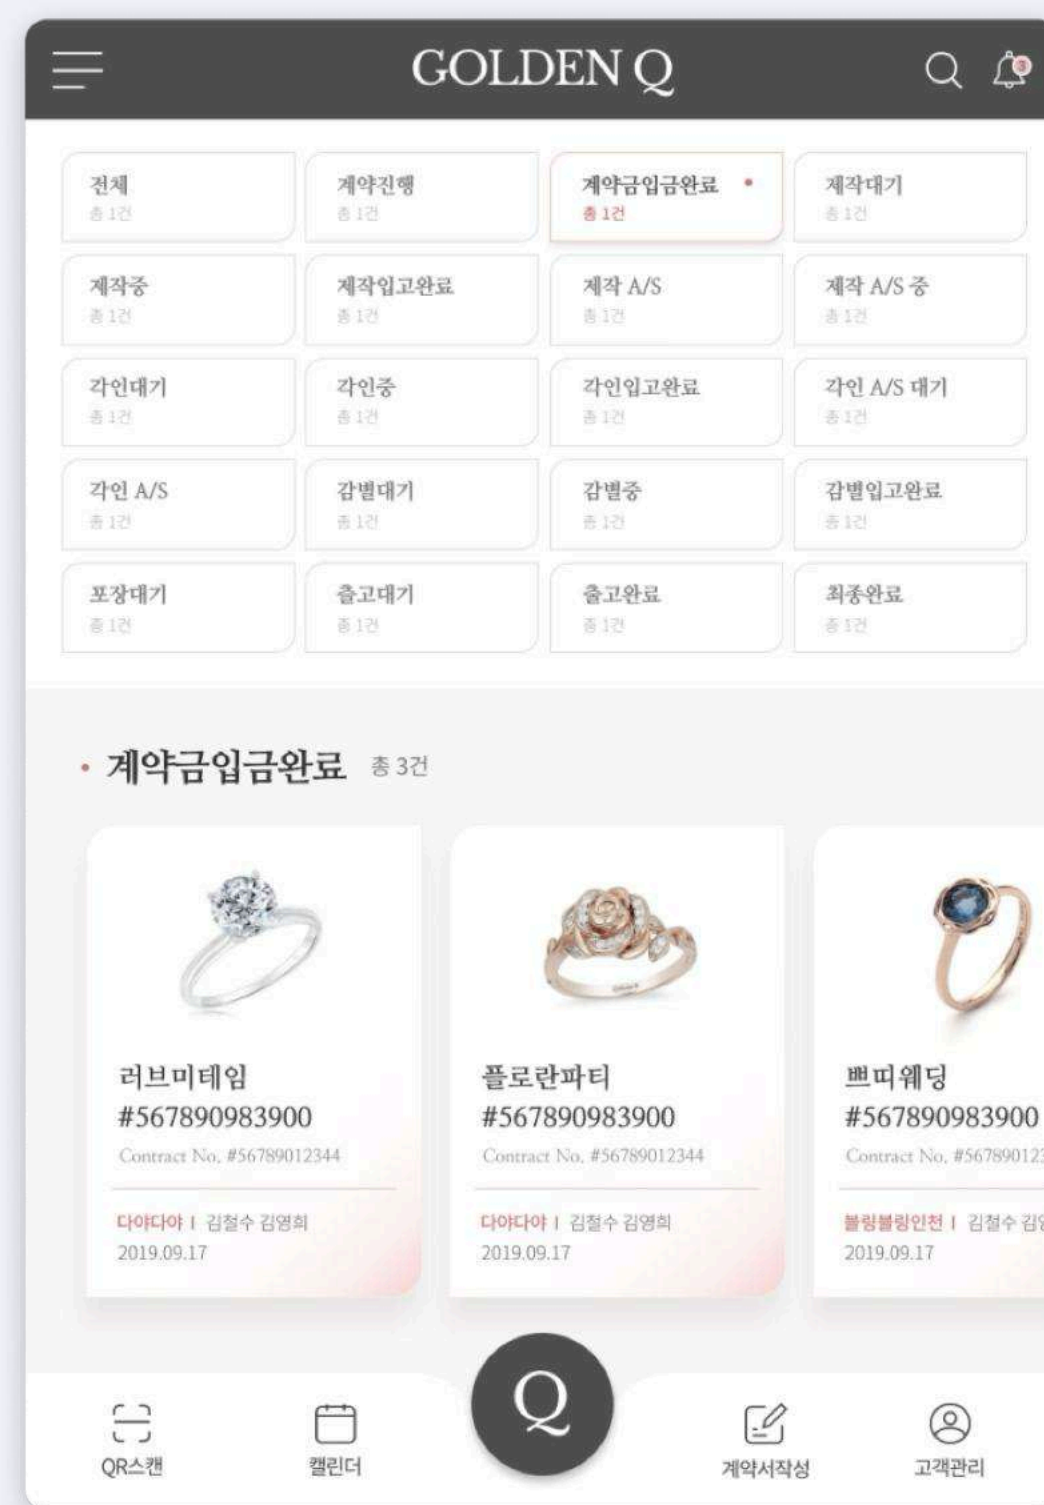 GOLDEN Q
3
전체
총 1건
계약진행
총 1건
계약금입금완료
총 1건
제작대기
총 1건
제작중
총 1건
제작입고완료
총 1건
제작 A/S
총 1건
제작 A/S 중
총 1건
각인대기
총 1건
각인중
총 1건
각인입고완료
총 1건
각인 A/S 대기
총 1건
각인 A/S
총 1건
감별대기
총 1건
감별중
총 1건
감별입고완료
총 1건
포장대기
총 1건
출고대기
총 1건
출고완료
총 1건
최종완료
총 1건
계약금입금완료 총 3건
러브미테임
#567890983900
Contract No, #56789012344
다야다야 | 김철수 김영희
2019.09.17
플로란파티
#567890983900
Contract No, #56789012344
다야다야 | 김철수 김영희
2019.09.17
쁘띠웨딩
#567890983900
Contract No, #56789012
블링블링인천 | 김철수
2019.09.17
QR스캔
캘린더
Q
계약서작성
고객관리